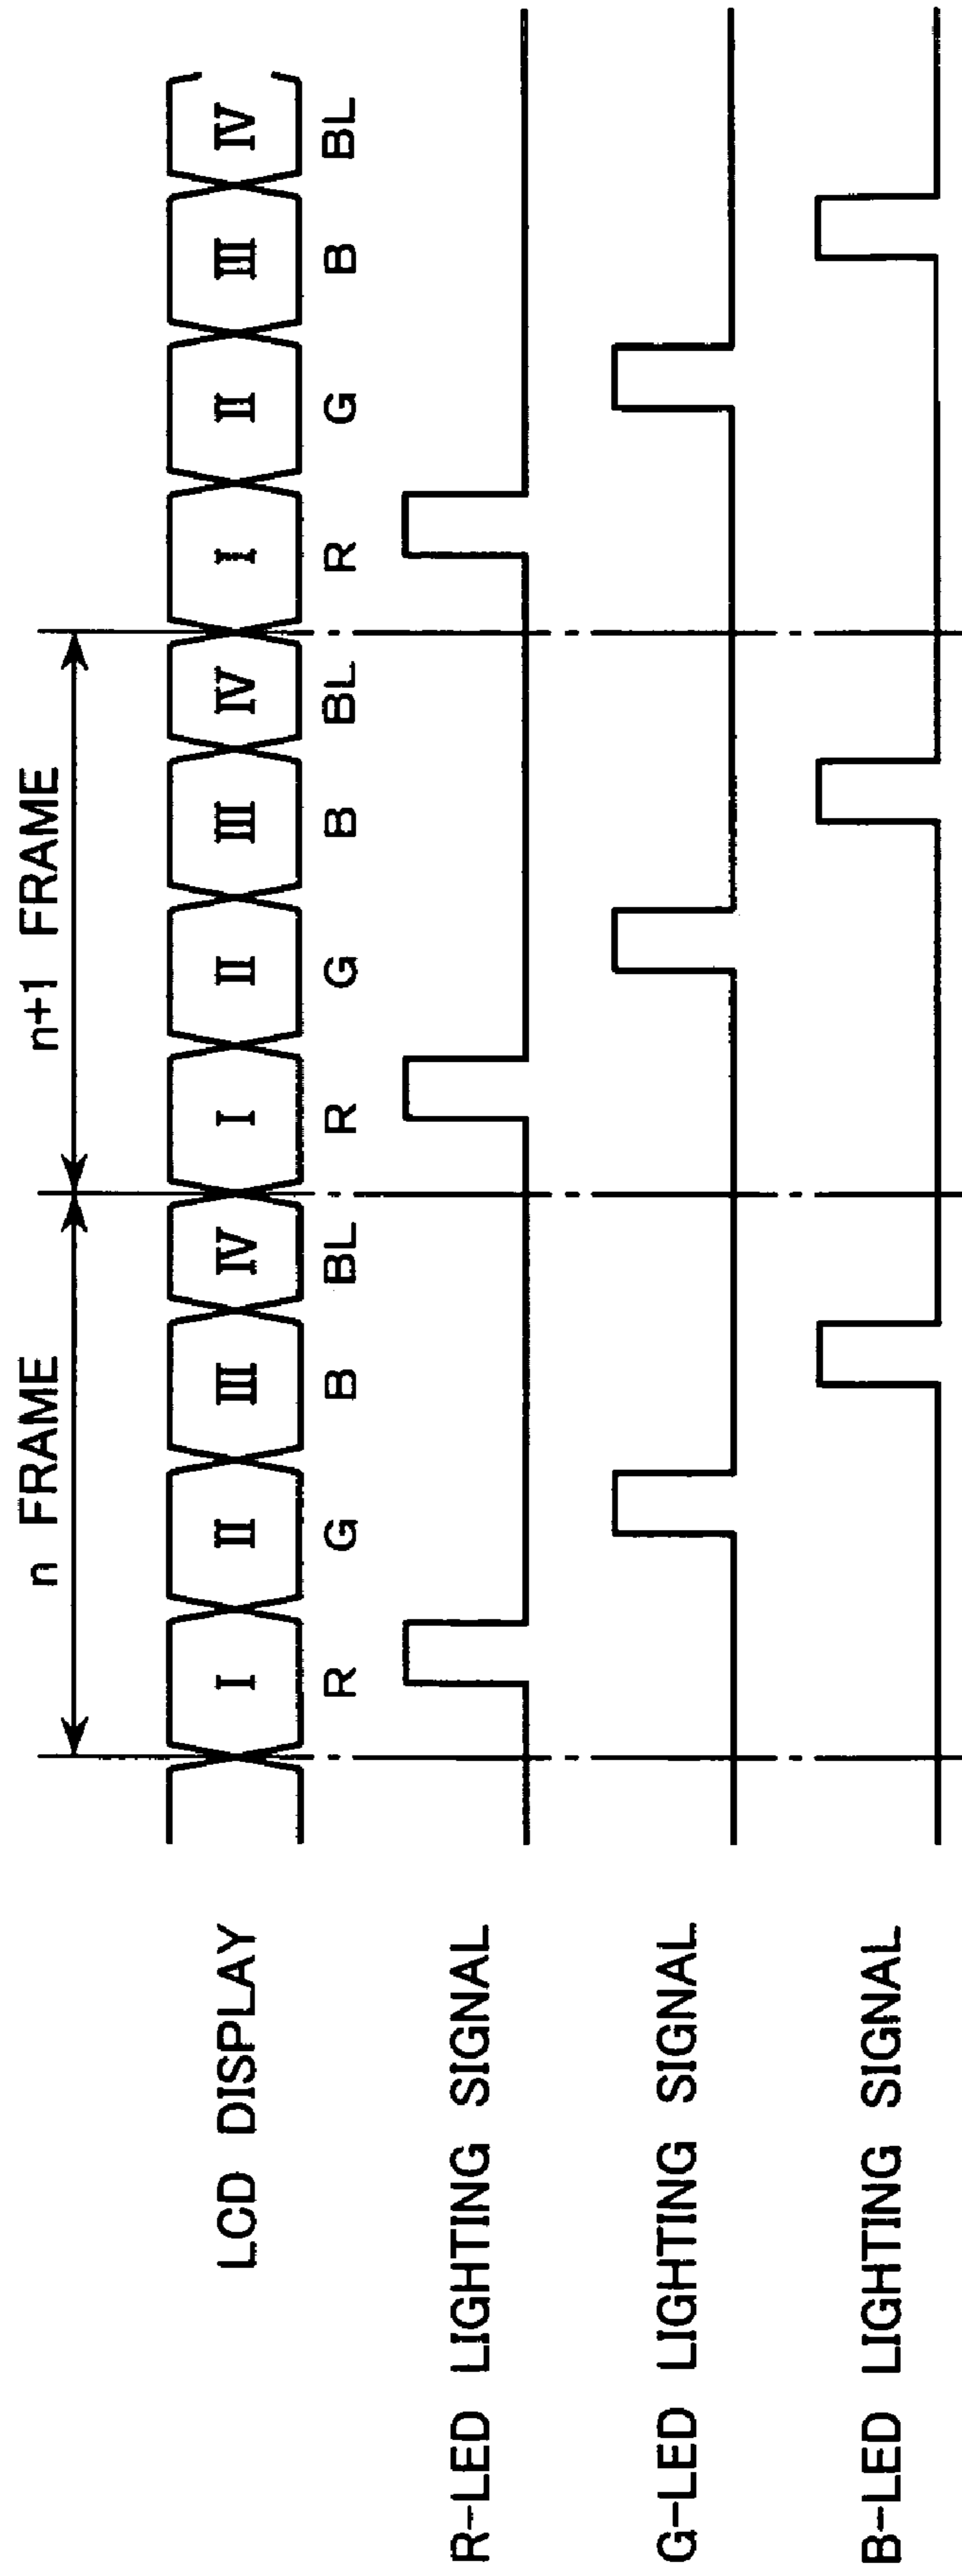 n FRAME
n+1 FRAME
LCD DISPLAY
I II III IV I II III IV I II III IV
R G B BL R G B BL R G B BL
R-LED LIGHTING SIGNAL
G-LED LIGHTING SIGNAL
B-LED LIGHTING SIGNAL